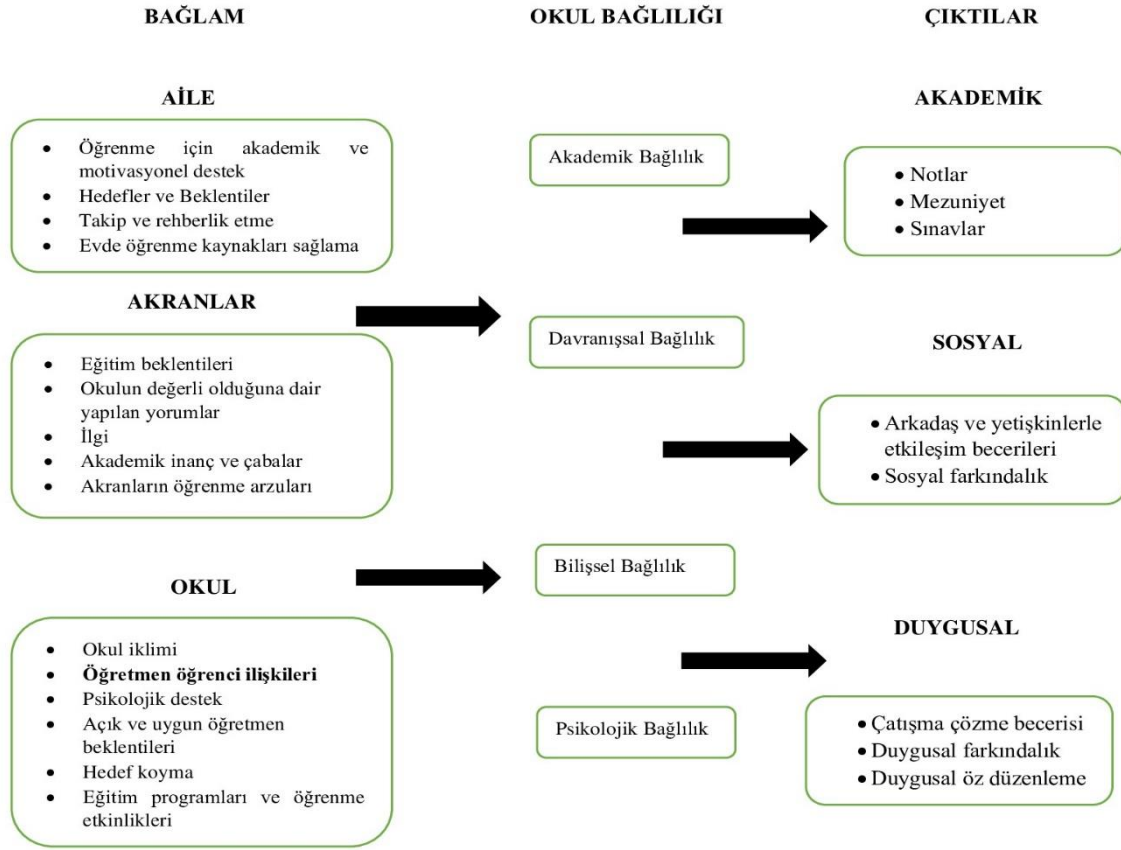 BAĞLAM
OKUL BAĞLILIĞI
ÇIKTILAR
AİLE
• Öğrenme için akademik ve
motivasyonel destek
• Hedefler ve Beklentiler
• Takip ve rehberlik etme
• Evde öğrenme kaynakları sağlama
AKRANLAR
• Eğitim beklentileri
• Okulun değerli olduğuna dair
yapılan yorumlar
• İlgi
• Akademik inanç ve çabalar
• Akranların öğrenme arzuları
OKUL
• Okul iklimi
• Öğretmen öğrenci ilişkileri
• Psikolojik destek
• Açık ve uygun öğretmen
beklentileri
• Hedef koyma
• Eğitim programları ve öğrenme
etkinlikleri
Akademik Bağlılık
Davranışsal Bağlılık
Bilişsel Bağlılık
Psikolojik Bağlılık
AKADEMİK
• Notlar
• Mezuniyet
• Sınavlar
SOSYAL
• Arkadaş ve yetişkinlerle
etkileşim becerileri
• Sosyal farkındalık
DUYGUSAL
• Çatışma çözme becerisi
• Duygusal farkındalık
• Duygusal öz düzenleme